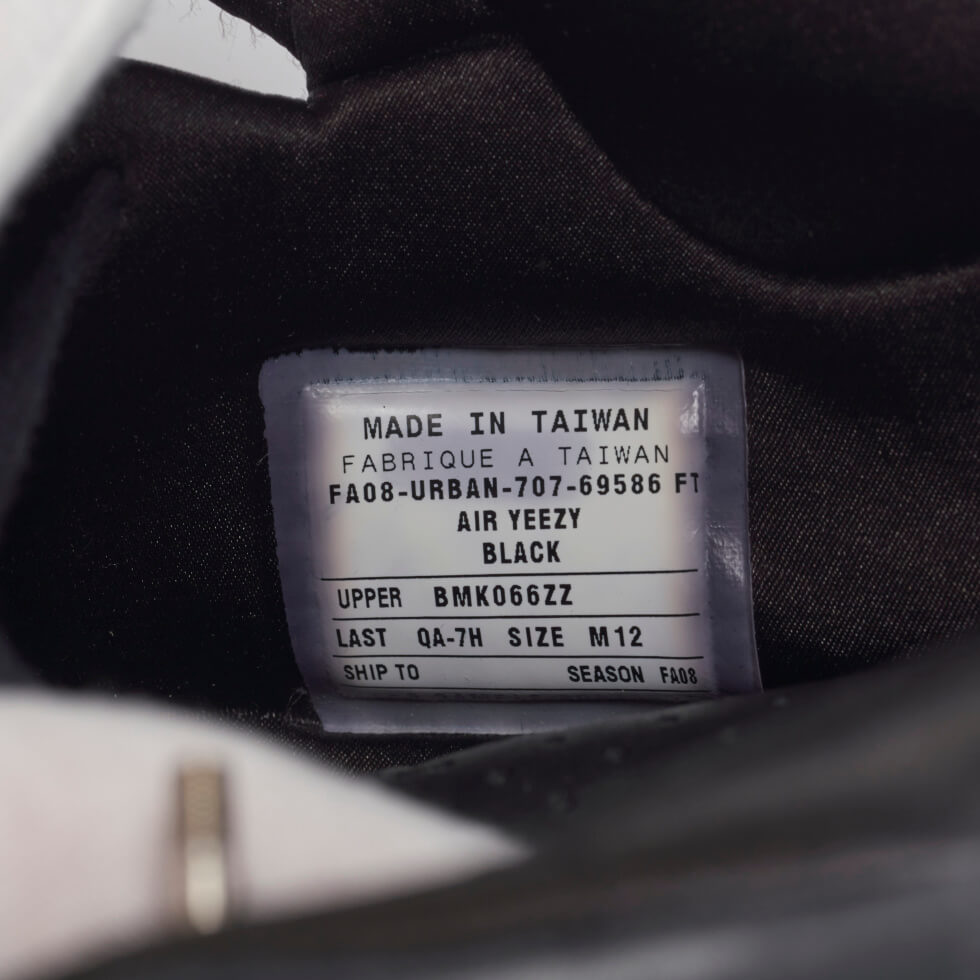 MADE IN TAIWAN
FABRIQUE A TAIWAN
FA08-URBAN-707-69586 FT
AIR YEEZY
BLACK
UPPER BMK066ZZ
LAST QA-7H SIZE M12
SHIP TO SEASON FA08